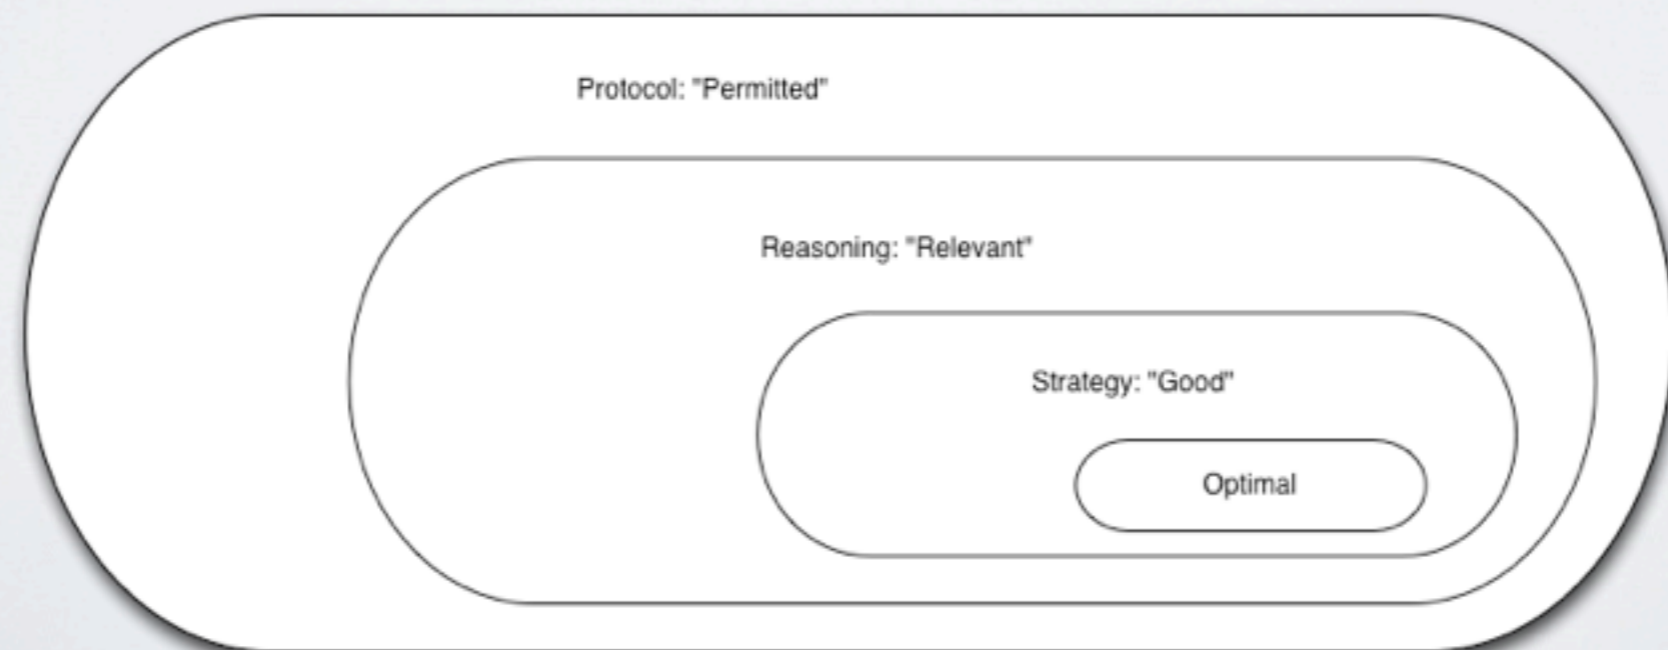 Protocol: "Permitted"
Reasoning: "Relevant"
Strategy: "Good"
Optimal